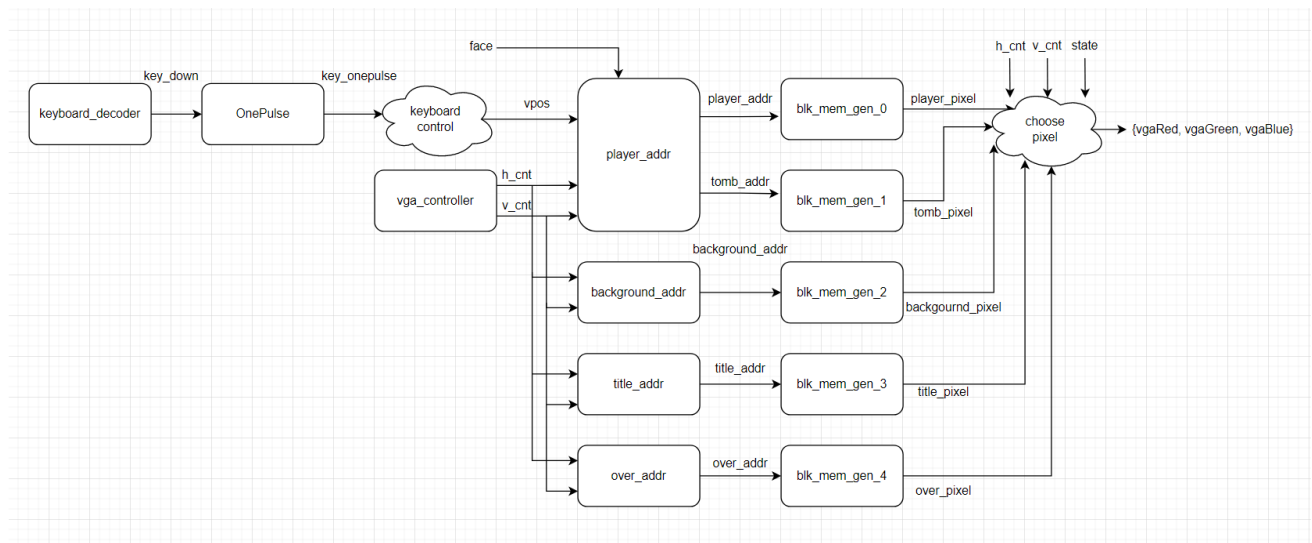 face
h_cnt v_cnt state
key_down
key_onepulse
keyboard_decoder
OnePulse
keyboard
control
vpos
player_addr
player_addr
blk_mem_gen_0
player_pixel
choose
pixel
{vgaRed, vgaGreen, vgaBlue}
vga_controller
h_cnt
v_cnt
tomb_addr
blk_mem_gen_1
tomb_pixel
background_addr
background_addr
blk_mem_gen_2
backgournd_pixel
title_addr
title_addr
blk_mem_gen_3
title_pixel
over_addr
over_addr
blk_mem_gen_4
over_pixel